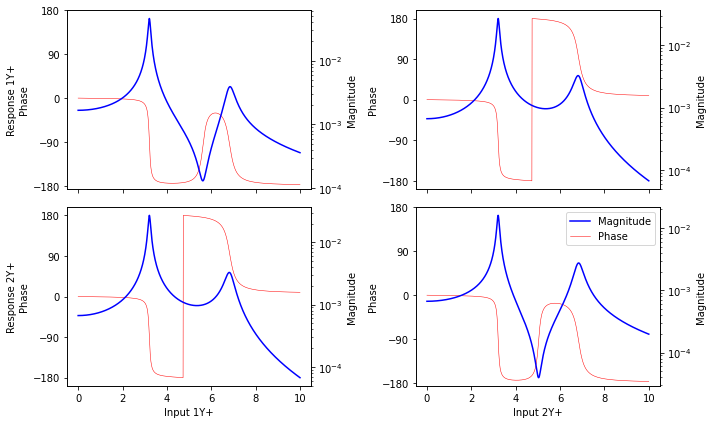 180
90
0
−90
−180
Response 1Y+
Phase
10⁻²
10⁻³
10⁻⁴
Magnitude
180
90
0
−90
−180
Phase
10⁻²
10⁻³
10⁻⁴
Magnitude
180
90
0
−90
−180
Response 2Y+
Phase
10⁻²
10⁻³
10⁻⁴
Magnitude
0 2 4 6 8 10
Input 1Y+
180
90
0
−90
−180
Phase
Magnitude
Phase
10⁻²
10⁻³
10⁻⁴
Magnitude
0 2 4 6 8 10
Input 2Y+